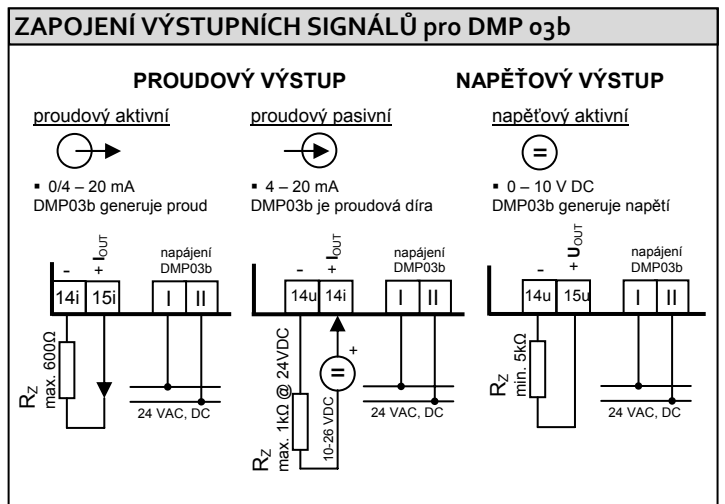 ZAPOJENÍ VÝSTUPNÍCH SIGNÁLŮ pro DMP 03b
PROUDOVÝ VÝSTUP
NAPĚŤOVÝ VÝSTUP
proudový aktivní
▪ 0/4 – 20 mA
DMP03b generuje proud
- + IOUT
napájení
DMP03b
14i 15i I II
RZ
max. 600Ω
24 VAC, DC
proudový pasivní
▪ 4 – 20 mA
DMP03b je proudová díra
- + IOUT
napájení
DMP03b
14u 14i I II
+
=
RZ
max. 1kΩ @ 24VDC
10-26 VDC
24 VAC, DC
napěťový aktivní
=
▪ 0 – 10 V DC
DMP03b generuje napětí
- + UOUT
napájení
DMP03b
14u 15u I II
RZ
min. 5kΩ
24 VAC, DC